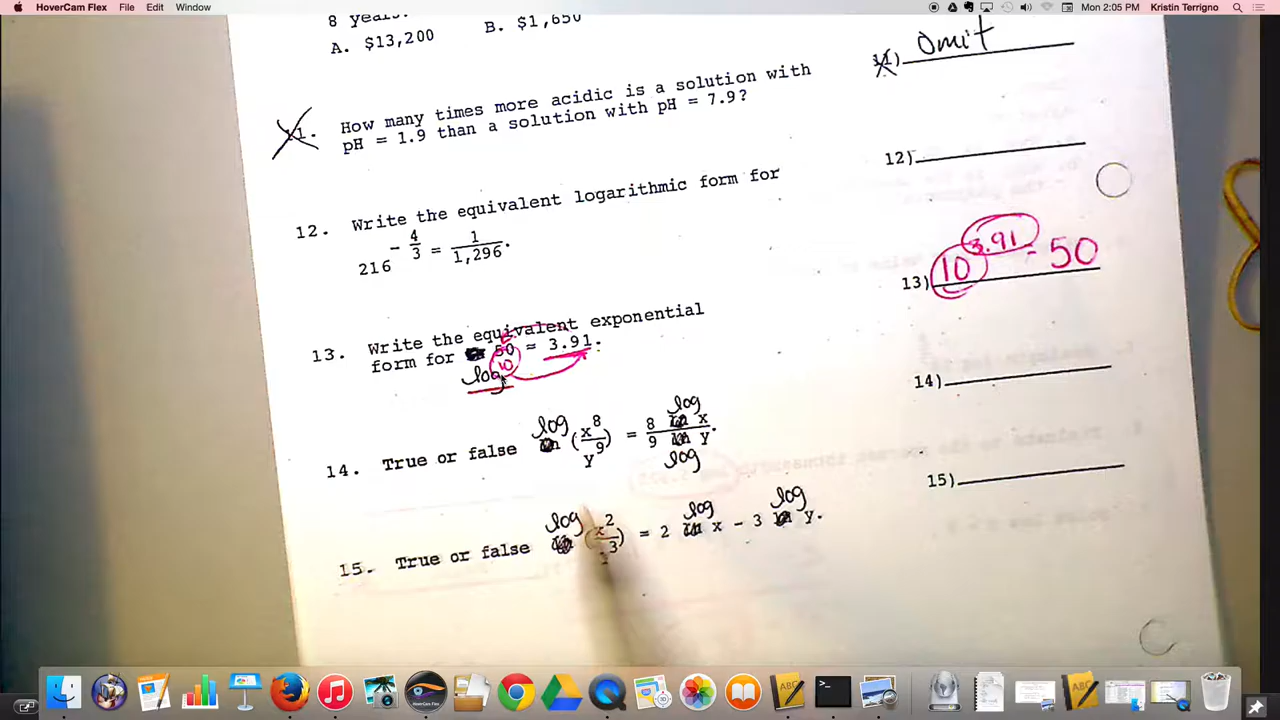 HoverCam Flex File Edit Window
Mon 2:05 PM Kristin Terrigno
8 years.
A. $13,200 B. $1,650
11. How many times more acidic is a solution with
pH = 1.9 than a solution with pH = 7.9?
11) Omit
12)
12. Write the equivalent logarithmic form for
216 - 4/3 = 1/1,296.
13. Write the equivalent exponential
form for 50 = 3.91.
log 10
13) 10 3.91 = 50
14. True or false log (x^8/y^9) = 8 log x / 9 log y.
14)
15. True or false log (x^2/3) = 2 log x - 3 log y.
15)